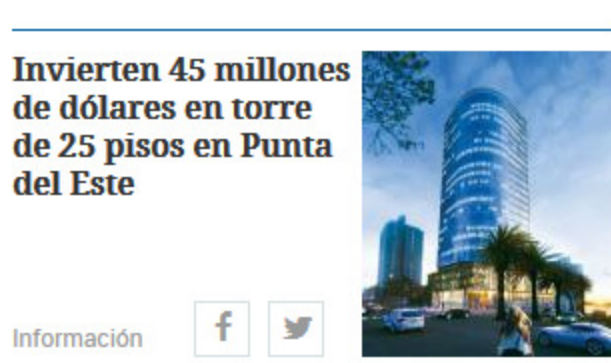 Invierten 45 millones
de dólares en torre
de 25 pisos en Punta
del Este
Información